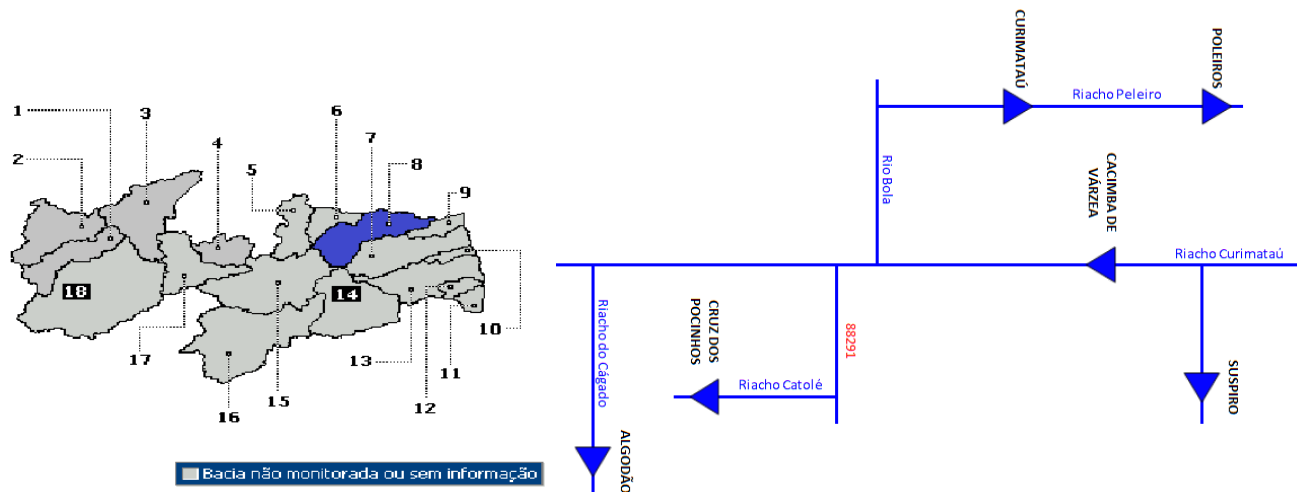 1
2
3
4
5
6
7
8
9
10
11
12
13
14
15
16
17
18
Bacia não monitorada ou sem informação
CURIMATAÚ
POLEIROS
Riacho Peleiro
Rio Bola
CACIMBA DE
VÁRZEA
Riacho Curimataú
Riacho do Cágado
CRUZ DOS
POCINHOS
88291
Riacho Catolé
SUSPIRO
ALGODÃO